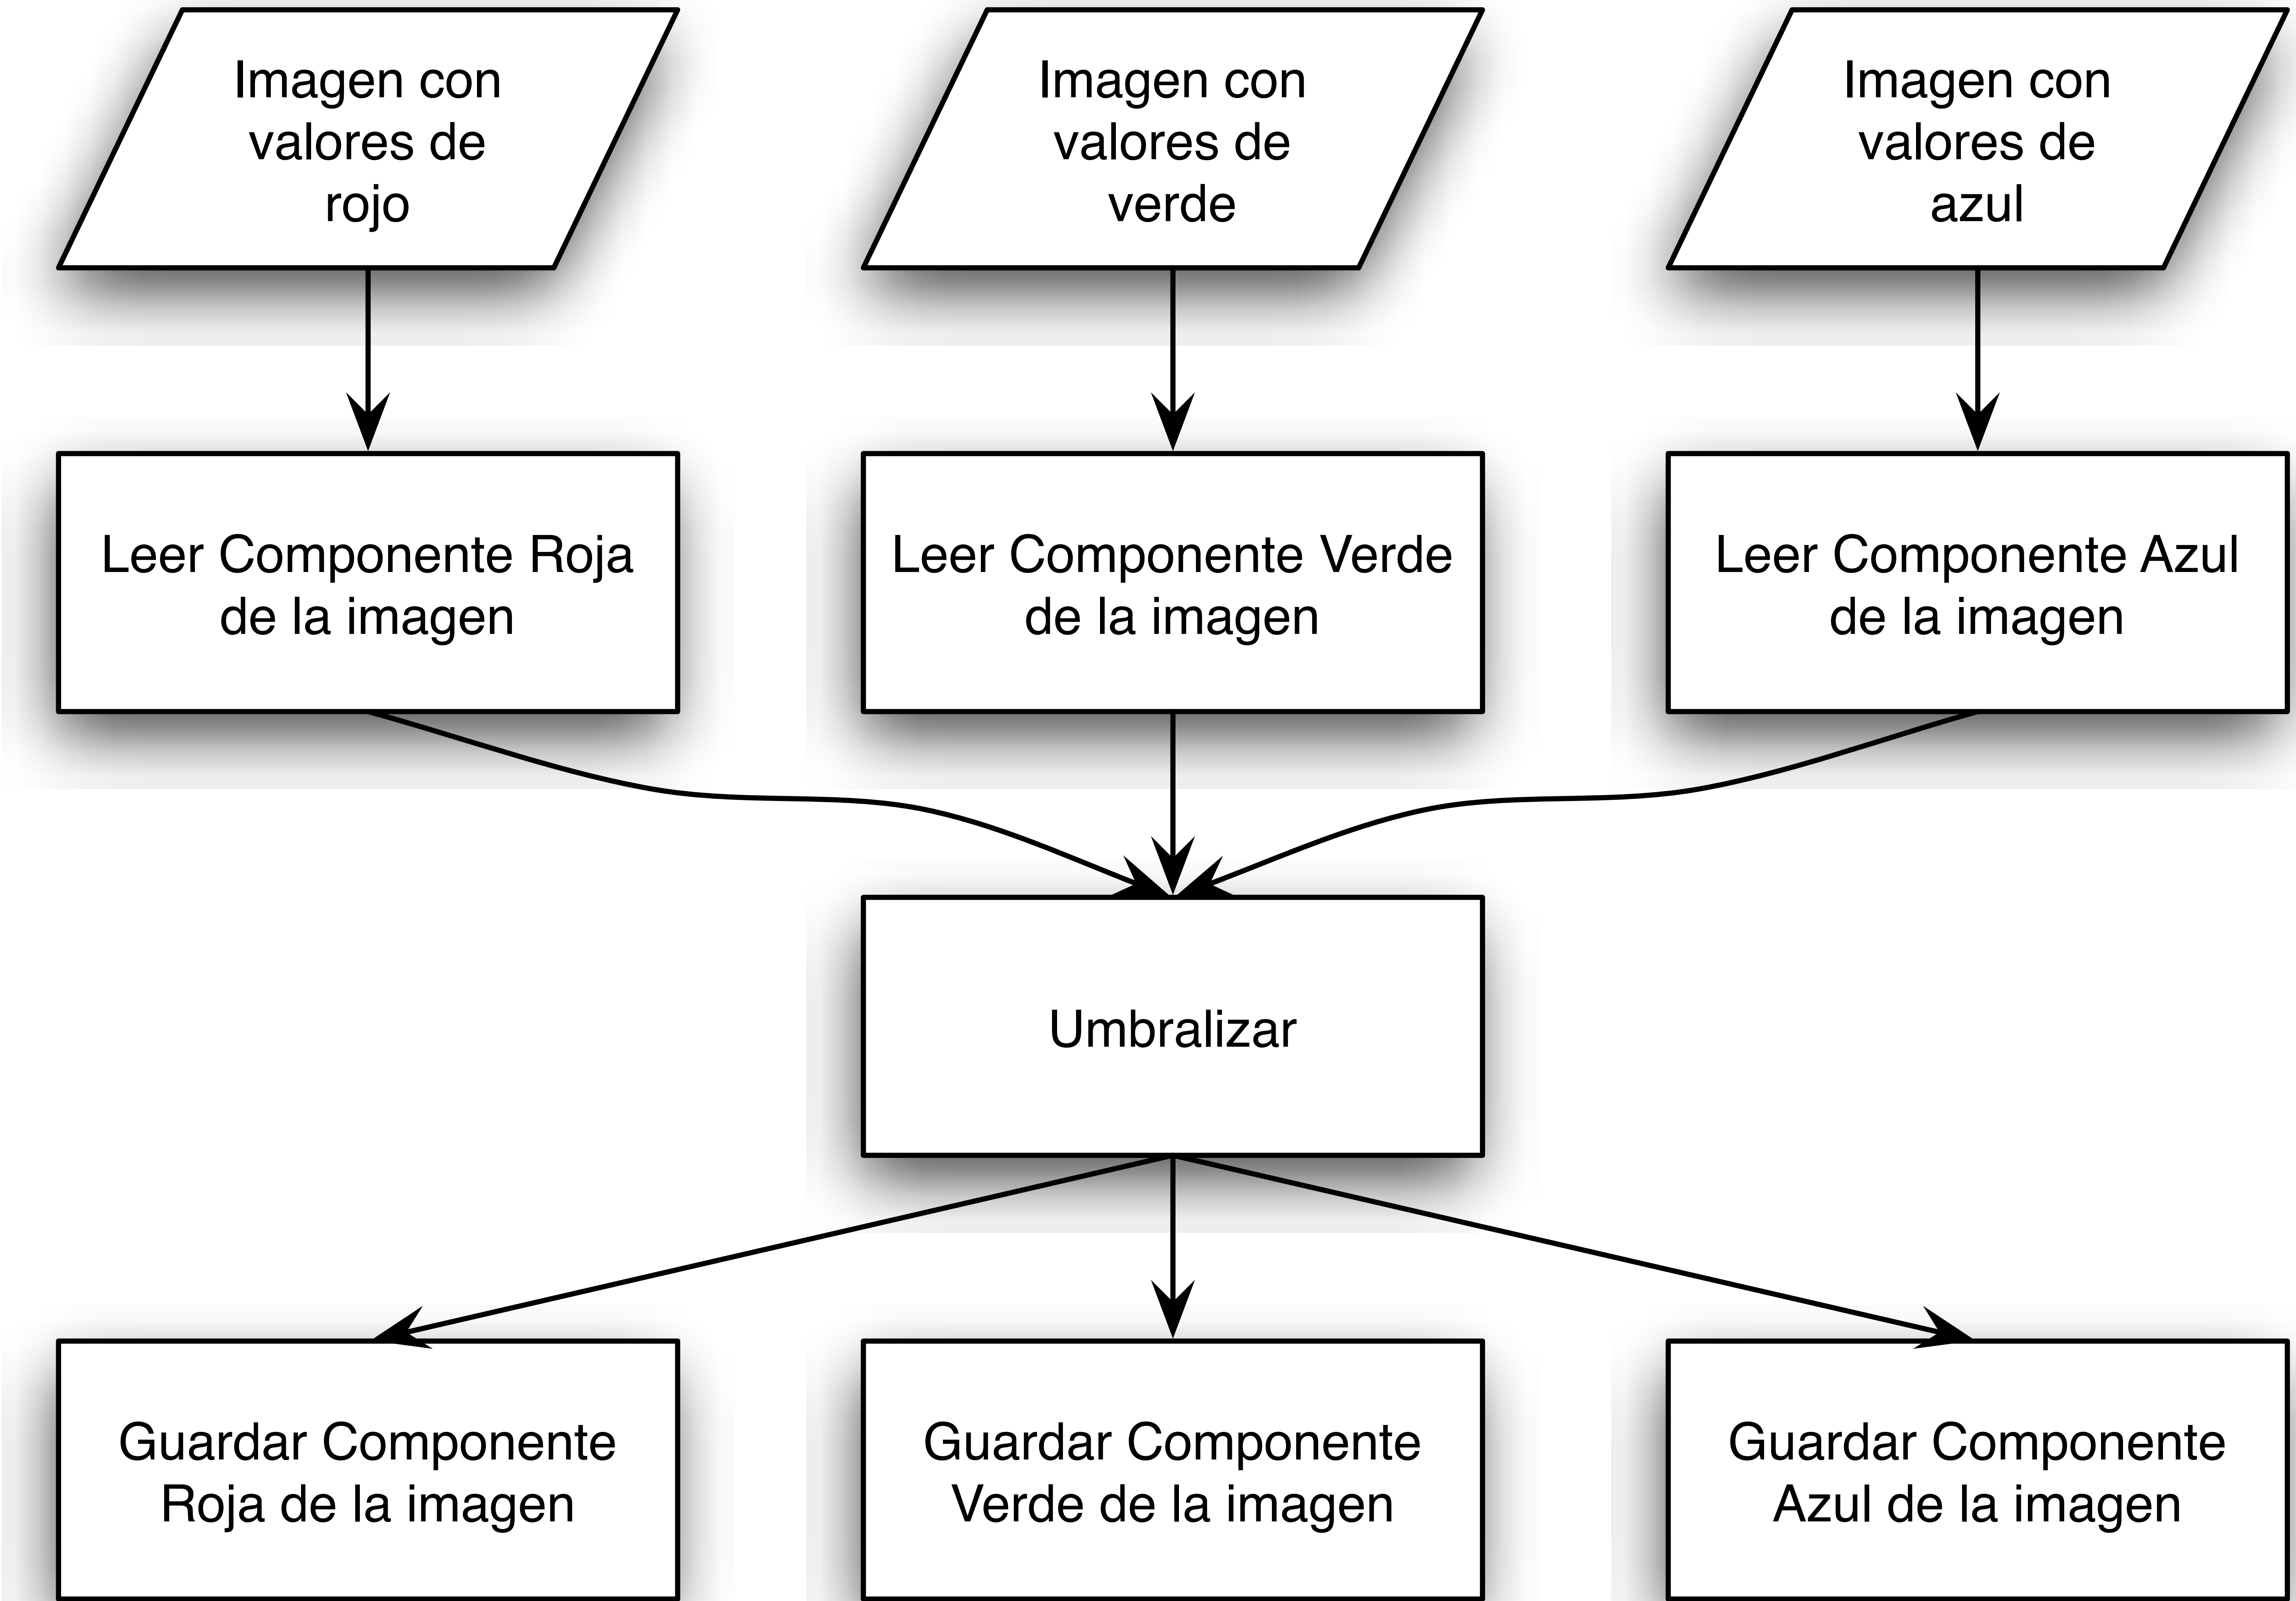 Imagen con
valores de
rojo
Imagen con
valores de
verde
Imagen con
valores de
azul
Leer Componente Roja
de la imagen
Leer Componente Verde
de la imagen
Leer Componente Azul
de la imagen
Umbralizar
Guardar Componente
Roja de la imagen
Guardar Componente
Verde de la imagen
Guardar Componente
Azul de la imagen